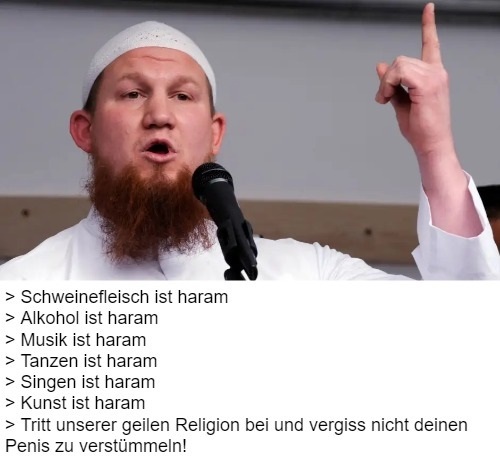 > Schweinefleisch ist haram
> Alkohol ist haram
> Musik ist haram
> Tanzen ist haram
> Singen ist haram
> Kunst ist haram
> Tritt unserer geilen Religion bei und vergiss nicht deinen
Penis zu verstümmeln!